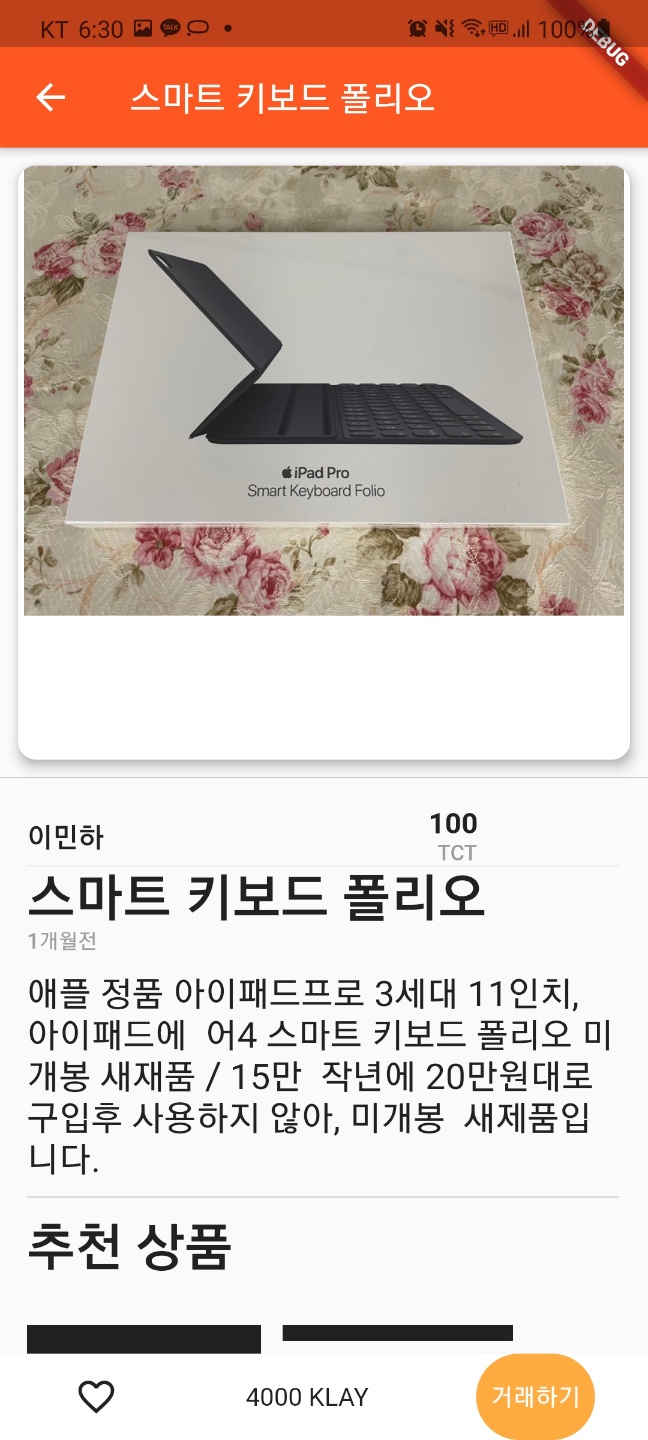 KT 6:30 TALK HD 100%
DEBUG
스마트 키보드 폴리오
iPad Pro
Smart Keyboard Folio
이민하
100
TCT
스마트 키보드 폴리오
1개월전
애플 정품 아이패드프로 3세대 11인치,
아이패드에 어4 스마트 키보드 폴리오 미
개봉 새재품 / 15만 작년에 20만원대로
구입후 사용하지 않아, 미개봉 새제품입
니다.
추천 상품
4000 KLAY
거래하기